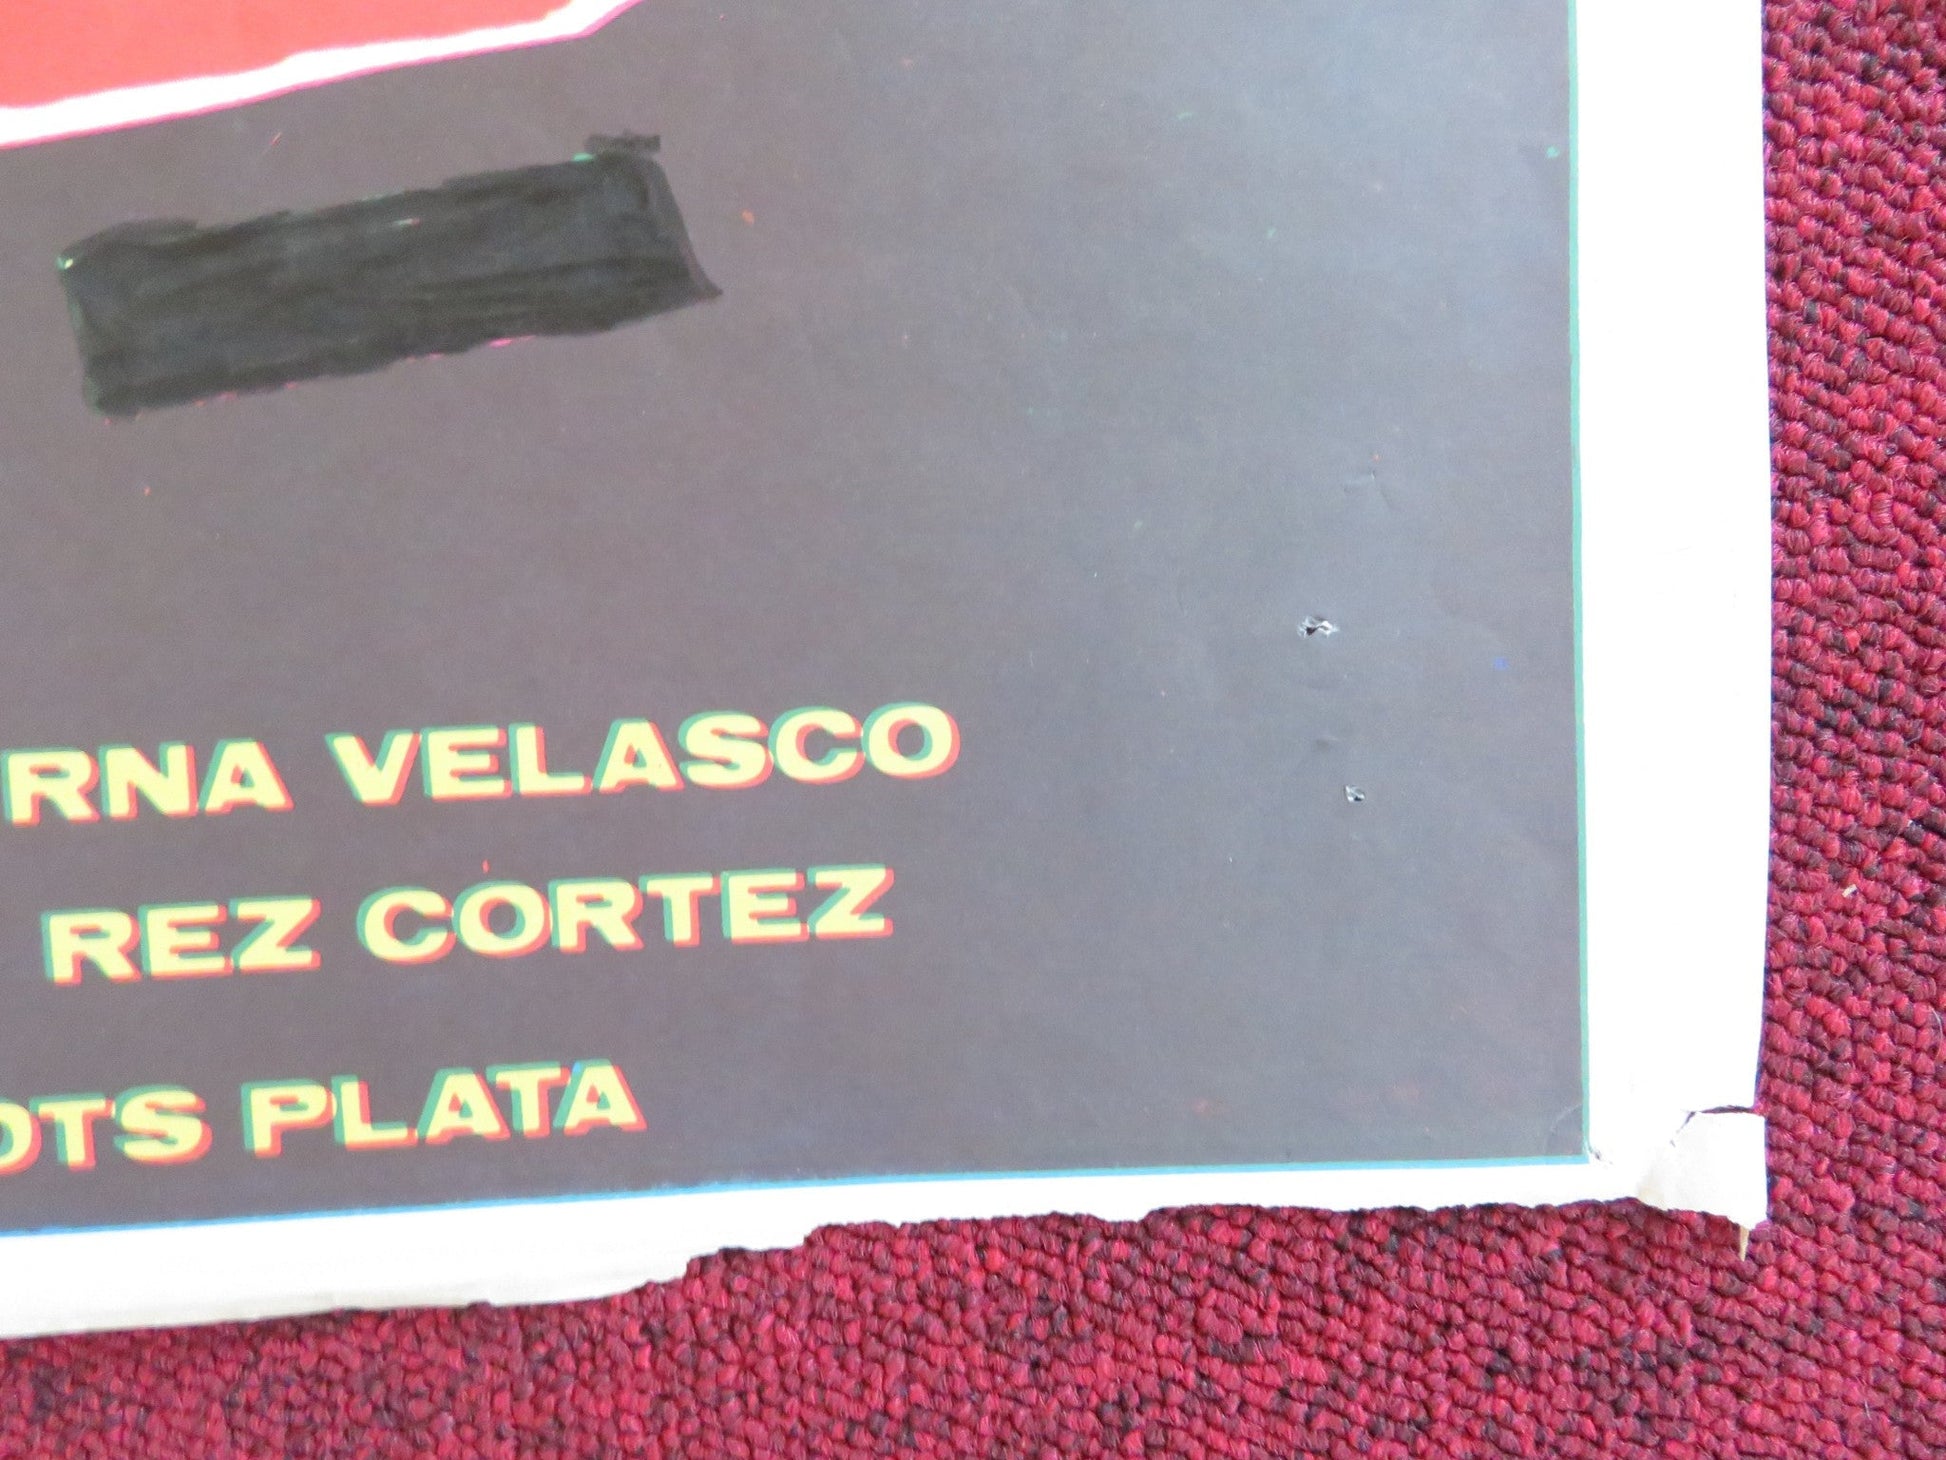 RNA VELASCO
REZ CORTEZ
OTS PLATA